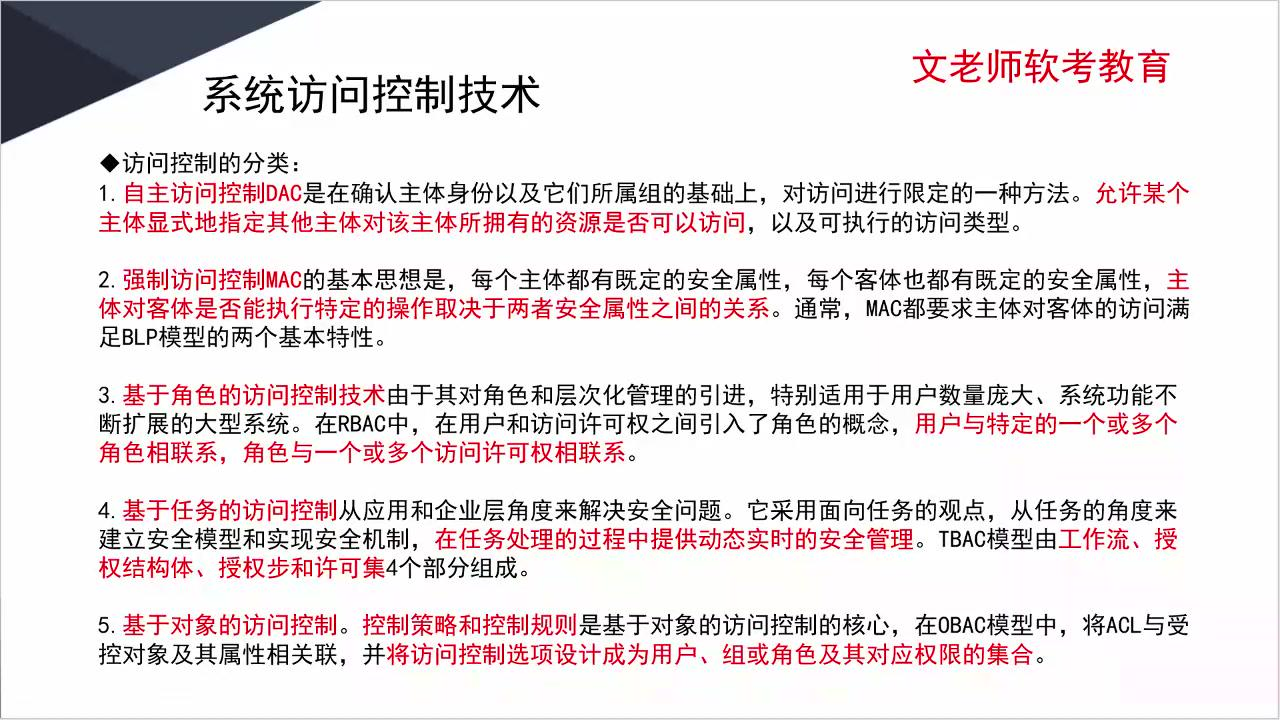 文老师软考教育
系统访问控制技术
◆访问控制的分类：
1. 自主访问控制DAC是在确认主体身份以及它们所属组的基础上，对访问进行限定的一种方法。允许某个
主体显式地指定其他主体对该主体所拥有的资源是否可以访问，以及可执行的访问类型。
2. 强制访问控制MAC的基本思想是，每个主体都有既定的安全属性，每个客体也都有既定的安全属性，主
体对客体是否能执行特定的操作取决于两者安全属性之间的关系。通常，MAC都要求主体对客体的访问满
足BLP模型的两个基本特性。
3. 基于角色的访问控制技术由于其对角色和层次化管理的引进，特别适用于用户数量庞大、系统功能不
断扩展的大型系统。在RBAC中，在用户和访问许可权之间引入了角色的概念，用户与特定的一个或多个
角色相联系，角色与一个或多个访问许可权相联系。
4. 基于任务的访问控制从应用和企业层角度来解决安全问题。它采用面向任务的观点，从任务的角度来
建立安全模型和实现安全机制，在任务处理的过程中提供动态实时的安全管理。TBAC模型由工作流、授
权结构体、授权步和许可集4个部分组成。
5. 基于对象的访问控制。控制策略和控制规则是基于对象的访问控制的核心，在OBAC模型中，将ACL与受
控对象及其属性相关联，并将访问控制选项设计成为用户、组或角色及其对应权限的集合。